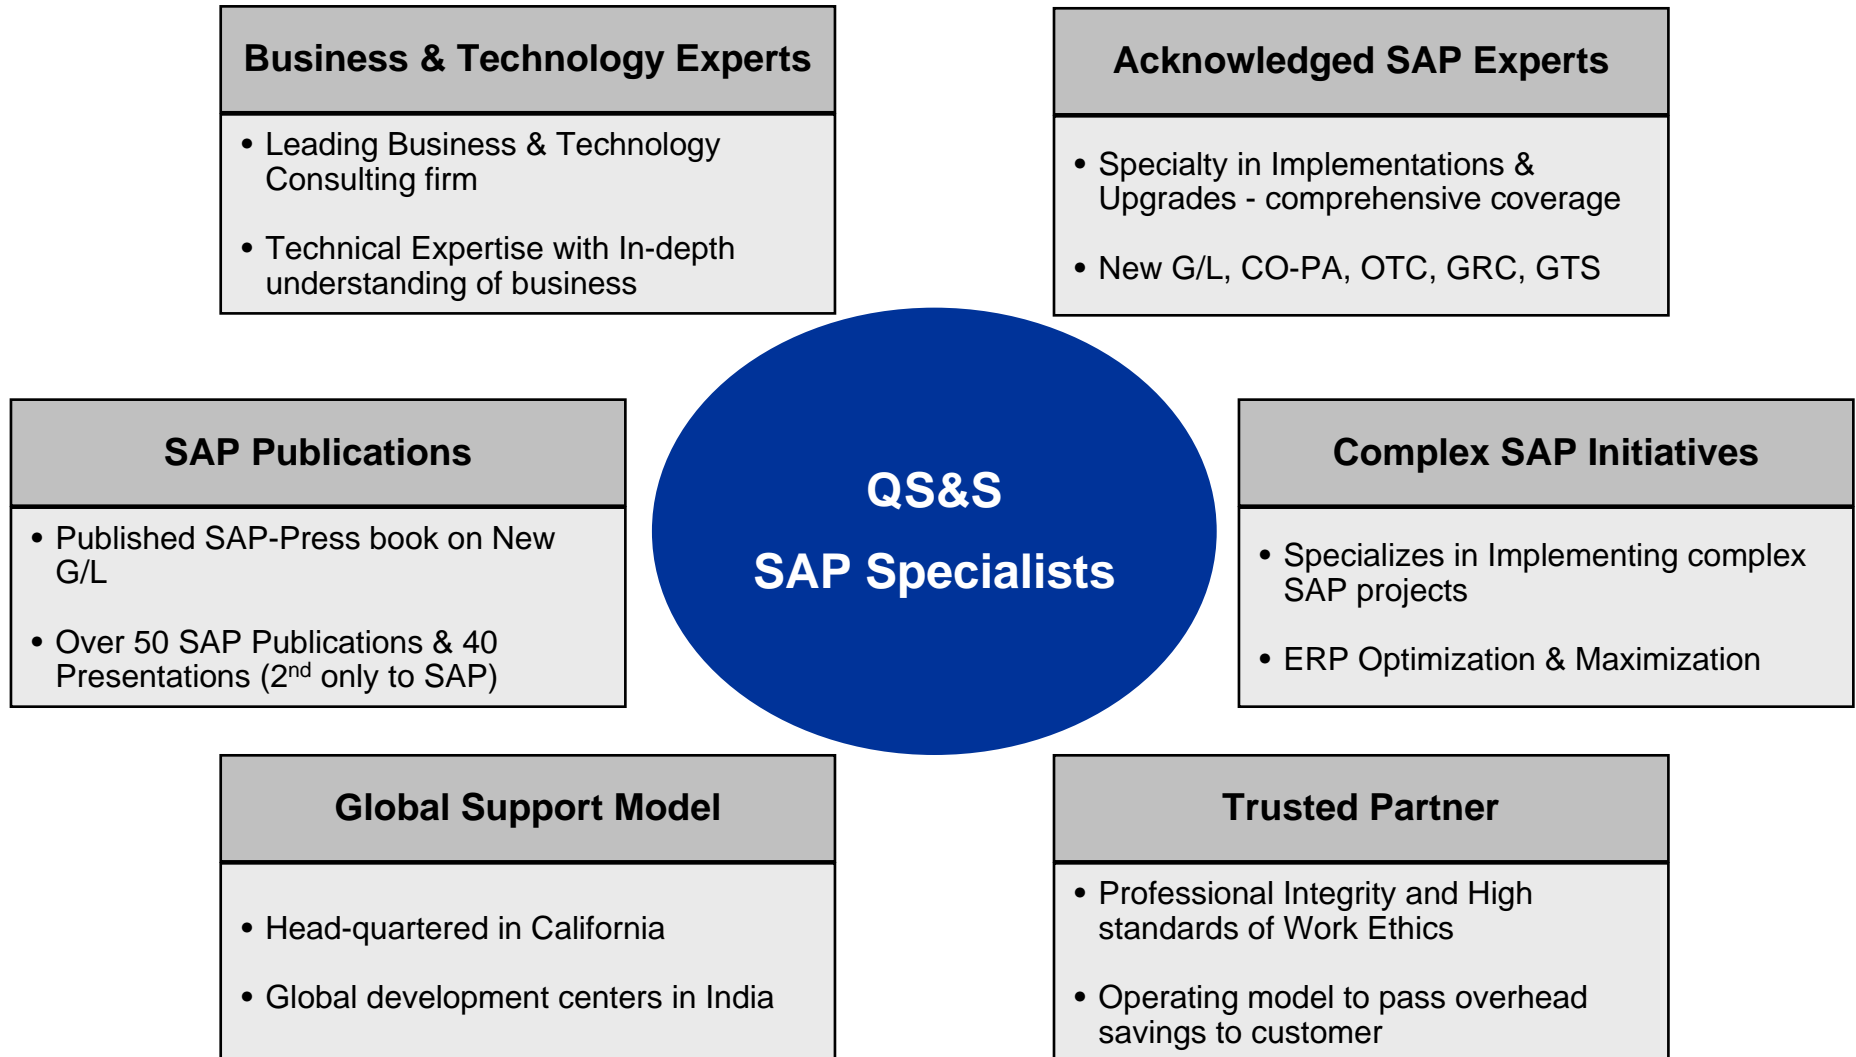 Business & Technology Experts
• Leading Business & Technology
Consulting firm
• Technical Expertise with In-depth
understanding of business
Acknowledged SAP Experts
• Specialty in Implementations &
Upgrades - comprehensive coverage
• New G/L, CO-PA, OTC, GRC, GTS
SAP Publications
• Published SAP-Press book on New
G/L
• Over 50 SAP Publications & 40
Presentations (2nd only to SAP)
QS&S
SAP Specialists
Complex SAP Initiatives
• Specializes in Implementing complex
SAP projects
• ERP Optimization & Maximization
Global Support Model
• Head-quartered in California
• Global development centers in India
Trusted Partner
• Professional Integrity and High
standards of Work Ethics
• Operating model to pass overhead
savings to customer